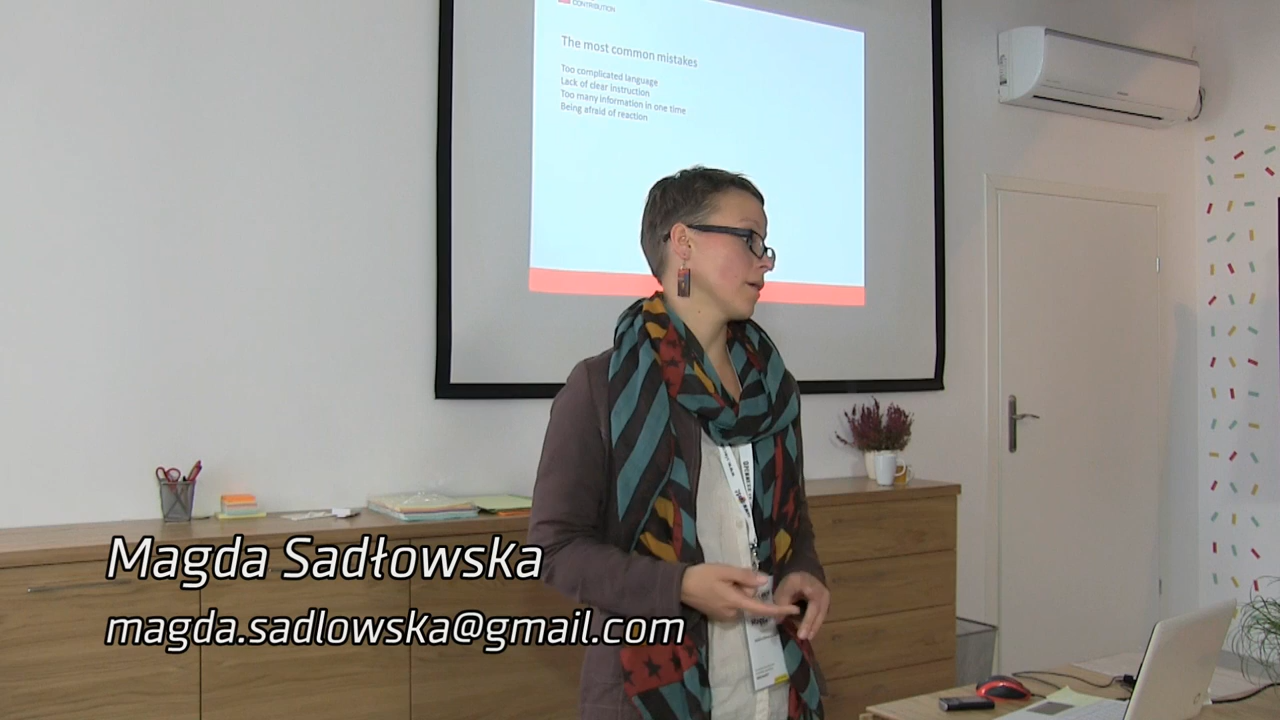 CONTRIBUTION
The most common mistakes
Too complicated language
Lack of clear instruction
Too many information in one time
Being afraid of reaction
Magda Sadłowska
magda.sadlowska@gmail.com